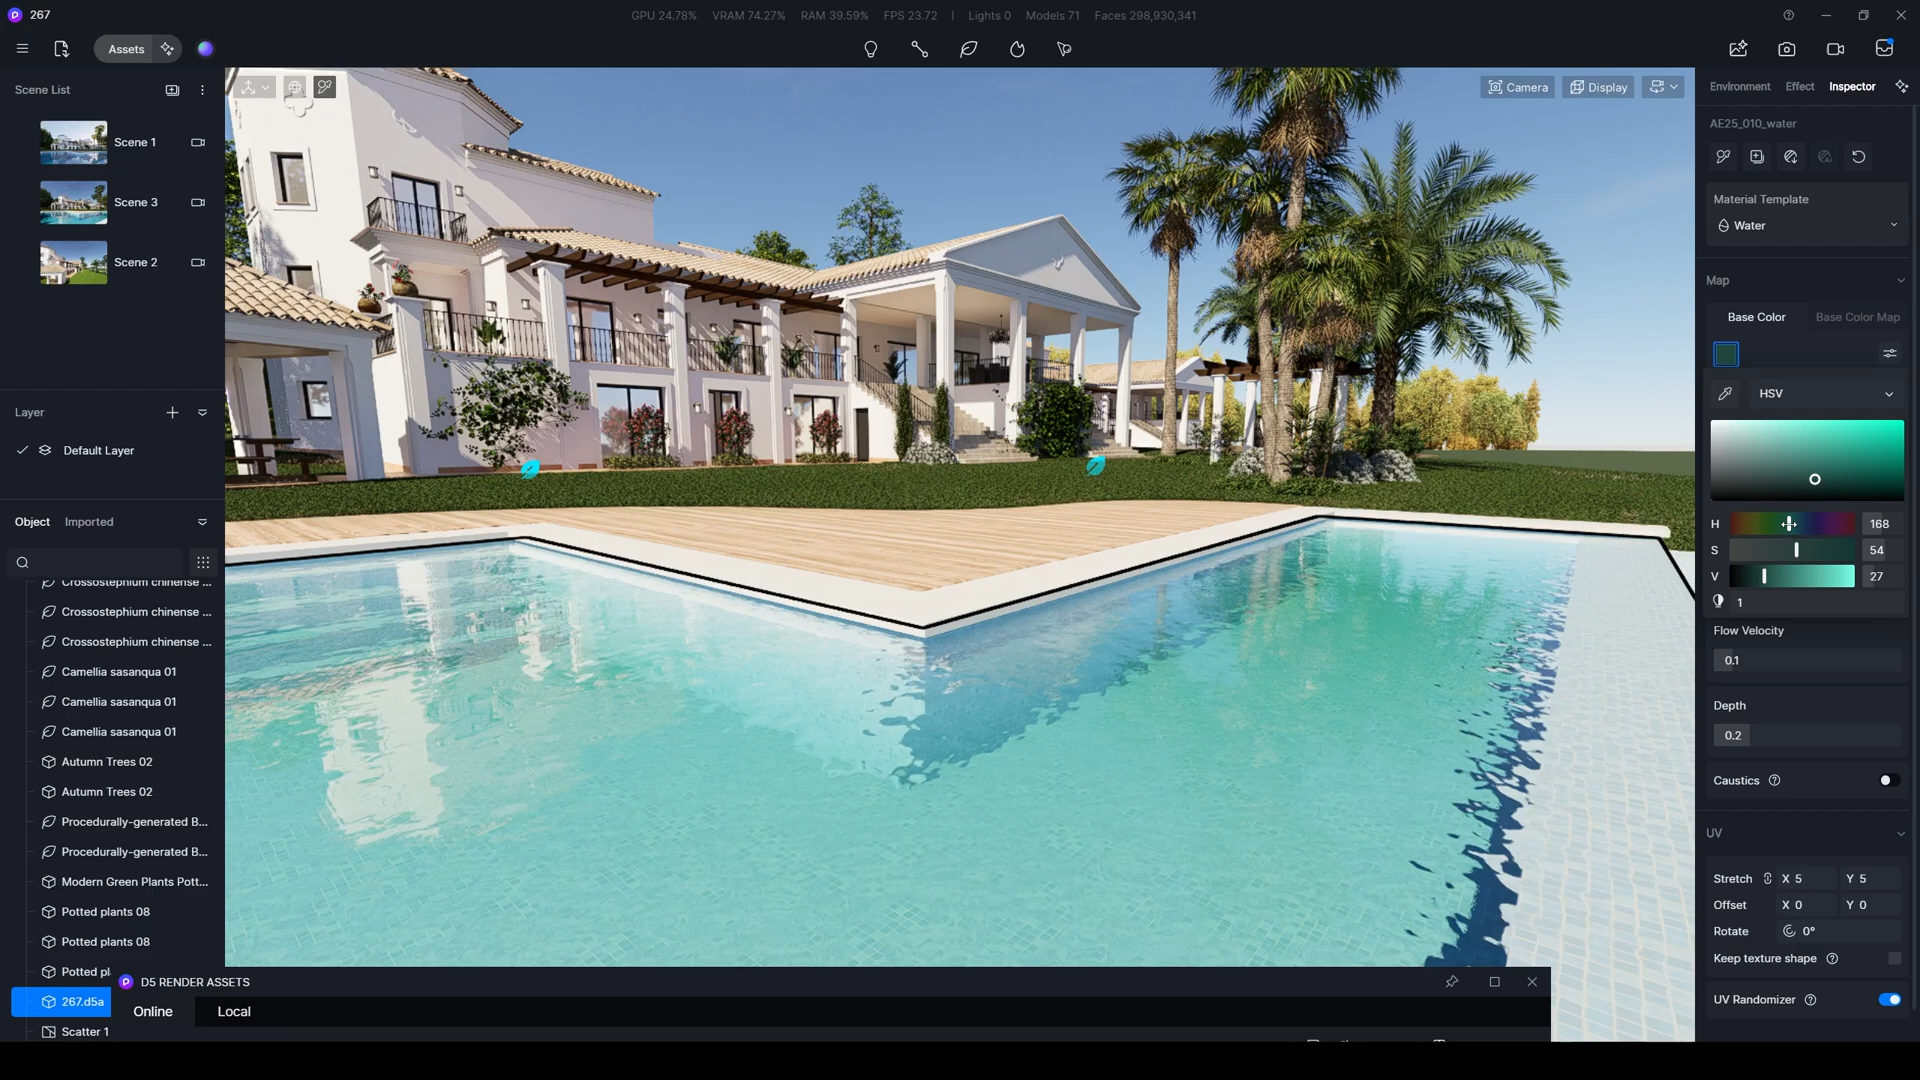 267
GPU 24.78%
VRAM 74.27%
RAM 39.59%
FPS 23.72
Lights 0
Models 71
Faces 298,930,341
Assets
Scene List
Camera
Display
Environment
Effect
Inspector
Scene 1
Scene 3
Scene 2
AE25_010_water
Material Template
Water
Map
Base Color
Base Color Map
HSV
H 168
S 54
V 27
1
Flow Velocity
0.1
Depth
0.2
Caustics
UV
Stretch X 5 Y 5
Offset X 0 Y 0
Rotate 0°
Keep texture shape
UV Randomizer
Layer
Default Layer
Object
Imported
Crossostephium chinense ...
Crossostephium chinense ...
Crossostephium chinense ...
Camellia sasanqua 01
Camellia sasanqua 01
Camellia sasanqua 01
Autumn Trees 02
Autumn Trees 02
Procedurally-generated B...
Procedurally-generated B...
Modern Green Plants Pott...
Potted plants 08
Potted plants 08
Potted pl
267.d5a
Scatter 1
D5 RENDER ASSETS
Online
Local